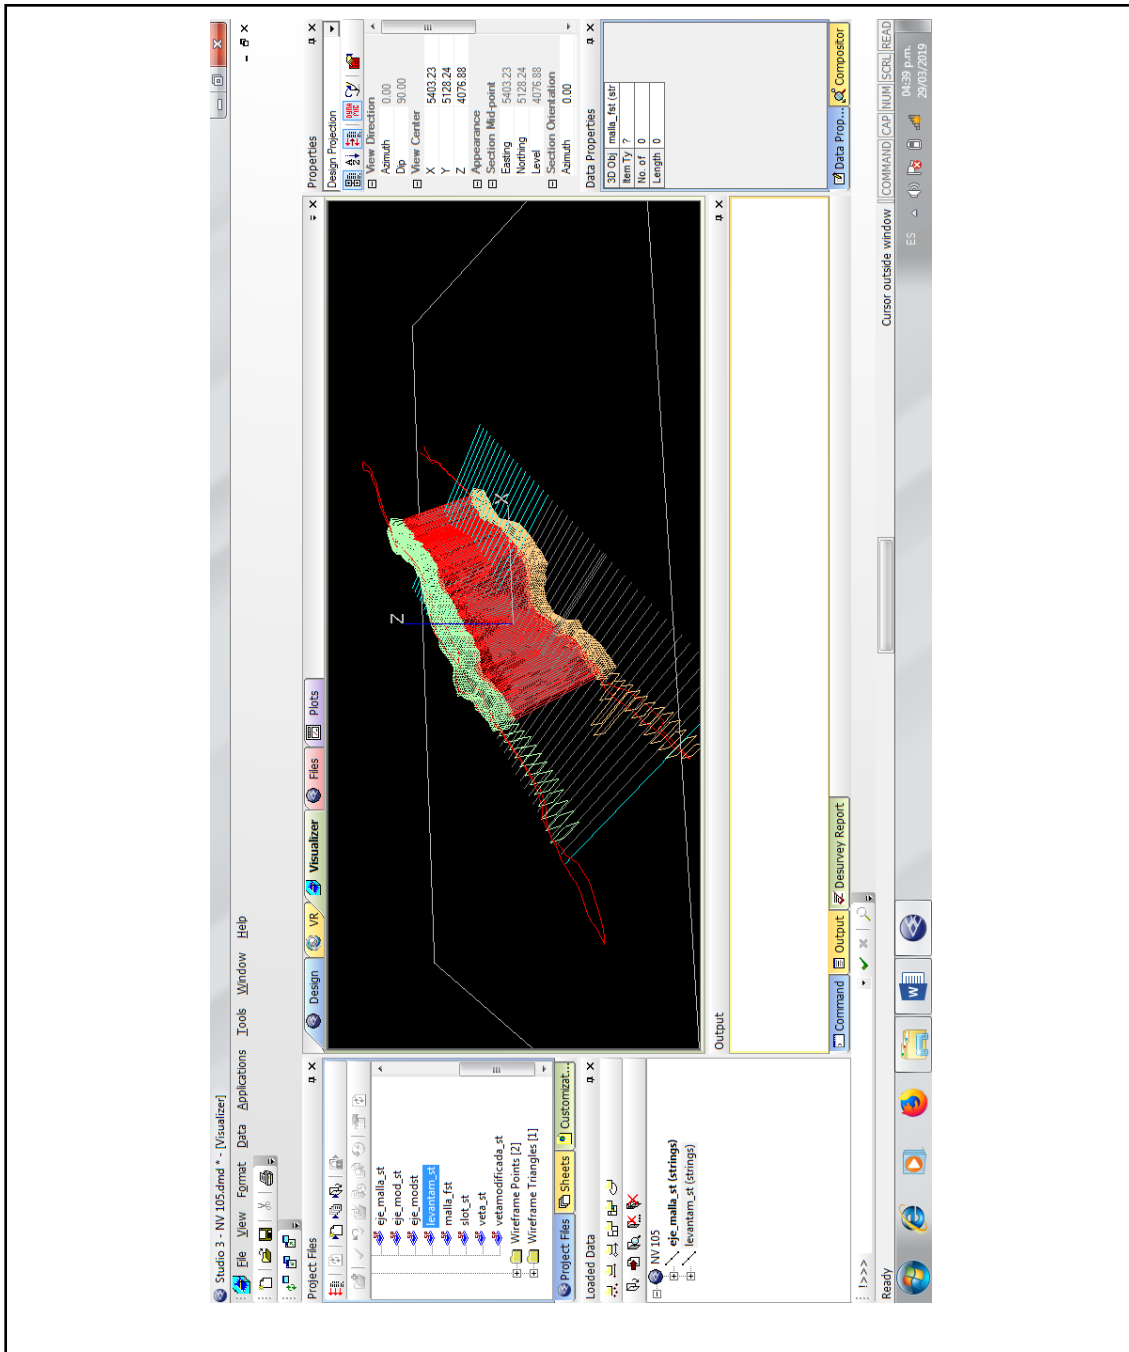 Studio 3 - NV 105.dmd * - [Visualizer]
File View Format Data Applications Tools Window Help
Project Files
eje_malla_st
eje_mod_st
eje_modst
levantam_st
malla_fst
slot_st
veta_st
vetamodificada_st
Wireframe Points [2]
Wireframe Triangles [1]
Project Files Sheets Customizat...
Loaded Data
NV 105
eje_malla_st (strings)
levantam_st (strings)
Design VR Visualizer Files Plots
Z
X
Output
Command Output Desurvey Report
Properties
Design Projection
View Direction
Azimuth 0.00
Dip 90.00
View Center
X 5403.23
Y 5128.24
Z 4076.88
Appearance
Section Mid-point
Easting 5403.23
Northing 5128.24
Level 4076.88
Section Orientation
Azimuth 0.00
Data Properties
3D Obj malla_fst (str
Item Ty ?
No. of 0
Length 0
Data Prop... Compositor
!>>>
Ready
Cursor outside window COMMAND CAP NUM SCRL READ
ES
04:39 p.m.
29/03/2019